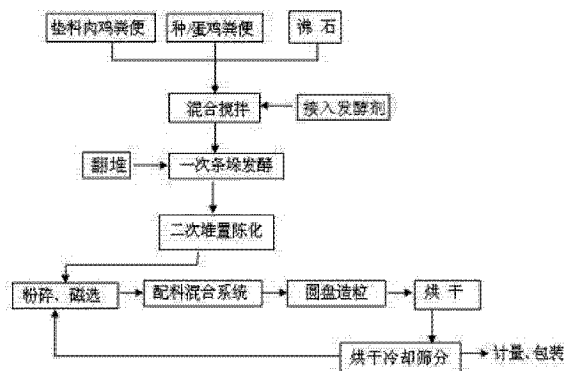 垫料肉鸡粪便
种/蛋鸡粪便
沸 石
混合搅拌
接入发酵剂
翻堆
一次条垛发酵
二次堆置陈化
粉碎、磁选
配料混合系统
圆盘造粒
烘 干
烘干冷却筛分
计量、包装